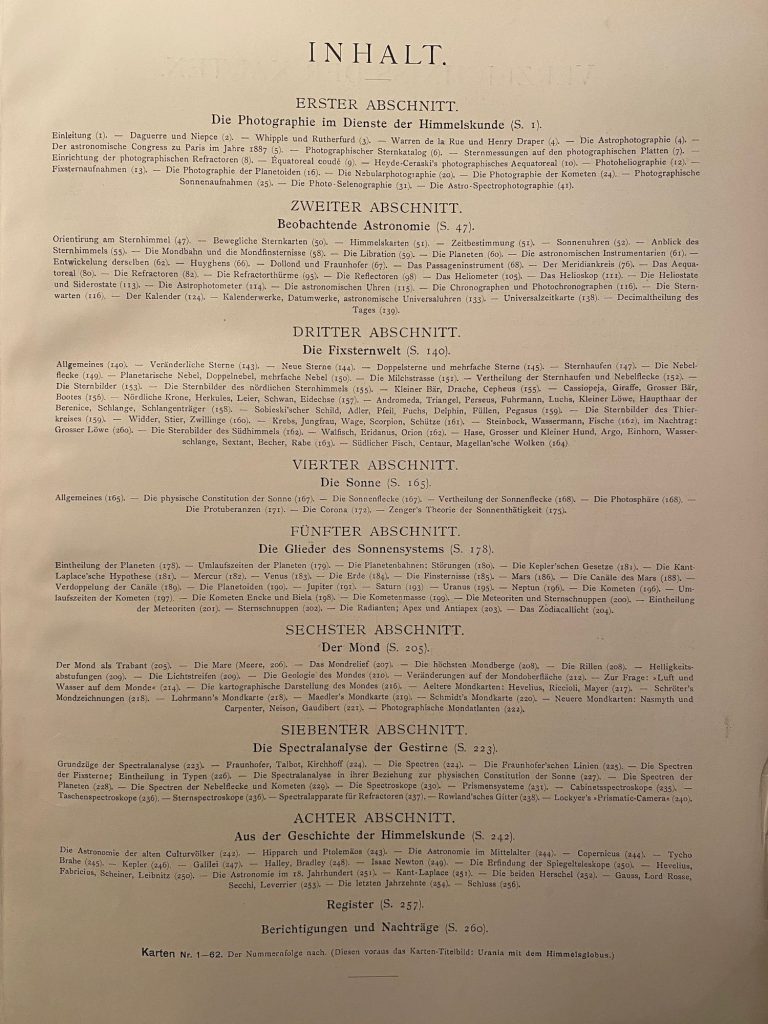 INHALT.
ERSTER ABSCHNITT.
Die Photographie im Dienste der Himmelskunde (S. 1).
Einleitung (1). — Daguerre und Niepce (2). — Whipple und Rutherfurd (3). — Warren de la Rue und Henry Draper (4). — Die Astrophotographie (4). —
Der astronomische Congress zu Paris im Jahre 1887 (5). — Photographischer Sternkatalog (6). — Sternmessungen auf den photographischen Platten (7). —
Einrichtung der photographischen Refractoren (8). — Équatoreal coudé (9). — Heyde-Ceraski's photographisches Aequatoreal (10). — Photoheliographie (12). —
Fixsternaufnahmen (13). — Die Photographie der Planetoiden (16). — Die Nebularphotographie (20). — Die Photographie der Kometen (24). — Photographische
Sonnenaufnahmen (25). — Die Photo-Selenographie (31). — Die Astro-Spectrophotographie (41).
ZWEITER ABSCHNITT.
Beobachtende Astronomie (S. 47).
Orientirung am Sternhimmel (47). — Bewegliche Sternkarten (50). — Himmelskarten (51). — Zeitbestimmung (51). — Sonnenuhren (52). — Anblick des
Sternhimmels (55). — Die Mondbahn und die Mondfinsternisse (58). — Die Libration (59). — Die Planeten (60). — Die astronomischen Instrumentarien (61). —
Entwickelung derselben (62). — Huyghens (66). — Dollond und Fraunhofer (67). — Das Passageninstrument (68). — Der Meridiankreis (76). — Das Aequa-
toreal (80). — Die Refractoren (82). — Die Refractorthürme (95). — Die Reflectoren (98) — Das Heliometer (105). — Das Helioskop (111). — Die Heliostate
und Siderostate (113). — Die Astrophotometer (114). — Die astronomischen Uhren (115). — Die Chronographen und Photochronographen (116). — Die Stern-
warten (116). — Der Kalender (124). — Kalenderwerke, Datumwerke, astronomische Universaluhren (133). — Universalzeitkarte (138). — Decimaltheilung des
Tages (139).
DRITTER ABSCHNITT.
Die Fixsternwelt (S. 140).
Allgemeines (140). — Veränderliche Sterne (143). — Neue Sterne (144). — Doppelsterne und mehrfache Sterne (145). — Sternhaufen (147). — Die Nebel-
flecke (149). — Planetarische Nebel, Doppelnebel, mehrfache Nebel (150). — Die Milchstrasse (151). — Vertheilung der Sternhaufen und Nebelflecke (152). —
Die Sternbilder (153). — Die Sternbilder des nördlichen Sternhimmels (155). — Kleiner Bär, Drache, Cepheus (155). — Cassiopeja, Giraffe, Grosser Bär,
Bootes (156). — Nördliche Krone, Herkules, Leier, Schwan, Eidechse (157). — Andromeda, Triangel, Perseus, Fuhrmann, Luchs, Kleiner Löwe, Haupthaar der
Berenice, Schlange, Schlangenträger (158). — Sobieski'scher Schild, Adler, Pfeil, Fuchs, Delphin, Füllen, Pegasus (159). — Die Sternbilder des Thier-
kreises (159). — Widder, Stier, Zwillinge (160). — Krebs, Jungfrau, Wage, Scorpion, Schütze (161). — Steinbock, Wassermann, Fische (162), im Nachtrag:
Grosser Löwe (260). — Die Sternbilder des Südhimmels (162). — Walfisch, Eridanus, Orion (162). — Hase, Grosser und Kleiner Hund, Argo, Einhorn, Wasser-
schlange, Sextant, Becher, Rabe (163). — Südlicher Fisch, Centaur, Magellan'sche Wolken (164)
VIERTER ABSCHNITT.
Die Sonne (S. 165).
Allgemeines (165). — Die physische Constitution der Sonne (167). — Die Sonnenflecke (167). — Vertheilung der Sonnenflecke (168). — Die Photosphäre (168). —
Die Protuberanzen (171). — Die Corona (172). — Zenger's Theorie der Sonnenthätigkeit (175).
FÜNFTER ABSCHNITT.
Die Glieder des Sonnensystems (S. 178).
Eintheilung der Planeten (178). — Umlaufszeiten der Planeten (179). — Die Planetenbahnen; Störungen (180). — Die Kepler'schen Gesetze (181). — Die Kant-
Laplace'sche Hypothese (181). — Mercur (182). — Venus (183). — Die Erde (184). — Die Finsternisse (185). — Mars (186). — Die Canäle des Mars (188). —
Verdoppelung der Canäle (189). — Die Planetoiden (190). — Jupiter (191). — Saturn (193) — Uranus (195). — Neptun (196). — Die Kometen (196). — Um-
laufszeiten der Kometen (197). — Die Kometen Encke und Biela (198). — Die Kometenmasse (199). — Die Meteoriten und Sternschnuppen (200). — Eintheilung
der Meteoriten (201). — Sternschnuppen (202). — Die Radianten; Apex und Antiapex (203). — Das Zodiacallicht (204).
SECHSTER ABSCHNITT.
Der Mond (S. 205).
Der Mond als Trabant (205). — Die Mare (Meere, 206). — Das Mondrelief (207). — Die höchsten Mondberge (208). — Die Rillen (208). — Helligkeits-
abstufungen (209). — Die Lichtstreifen (209). — Die Geologie des Mondes (210). — Veränderungen auf der Mondoberfläche (212). — Zur Frage: »Luft und
Wasser auf dem Monde« (214). — Die kartographische Darstellung des Mondes (216). — Aeltere Mondkarten: Hevelius, Riccioli, Mayer (217). — Schröter's
Mondzeichnungen (218). — Lohrmann's Mondkarte (218). — Maedler's Mondkarte (219). — Schmidt's Mondkarte (220). — Neuere Mondkarten: Nasmyth und
Carpenter, Neison, Gaudibert (221). — Photographische Mondatlanten (222).
SIEBENTER ABSCHNITT.
Die Spectralanalyse der Gestirne (S. 223).
Grundzüge der Spectralanalyse (223). — Fraunhofer, Talbot, Kirchhoff (224). — Die Spectren (224). — Die Fraunhofer'schen Linien (225). — Die Spectren
der Fixsterne; Eintheilung in Typen (226). — Die Spectralanalyse in ihrer Beziehung zur physischen Constitution der Sonne (227). — Die Spectren der
Planeten (228). — Die Spectren der Nebelflecke und Kometen (229). — Die Spectroskope (230). — Prismensysteme (231). — Cabinetsspectroskope (235). —
Taschenspectroskope (236). — Sternspectroskope (236). — Spectralapparate für Refractoren (237). — Rowland'sches Gitter (238). — Lockyer's »Prismatic-Camera« (240).
ACHTER ABSCHNITT.
Aus der Geschichte der Himmelskunde (S. 242).
Die Astronomie der alten Culturvölker (242). — Hipparch und Ptolemäos (243). — Die Astronomie im Mittelalter (244). — Copernicus (244). — Tycho
Brahe (245). — Kepler (246). — Galilei (247). — Halley, Bradley (248). — Isaac Newton (249). — Die Erfindung der Spiegelteleskope (250). — Hevelius,
Fabricius, Scheiner, Leibnitz (250). — Die Astronomie im 18. Jahrhundert (251). — Kant-Laplace (251). — Die beiden Herschel (252). — Gauss, Lord Rosse,
Secchi, Leverrier (253). — Die letzten Jahrzehnte (254). — Schluss (256).
Register (S. 257).
Berichtigungen und Nachträge (S. 260).
Karten Nr. 1—62. Der Nummernfolge nach. (Diesen voraus das Karten-Titelbild: Urania mit dem Himmelsglobus.)